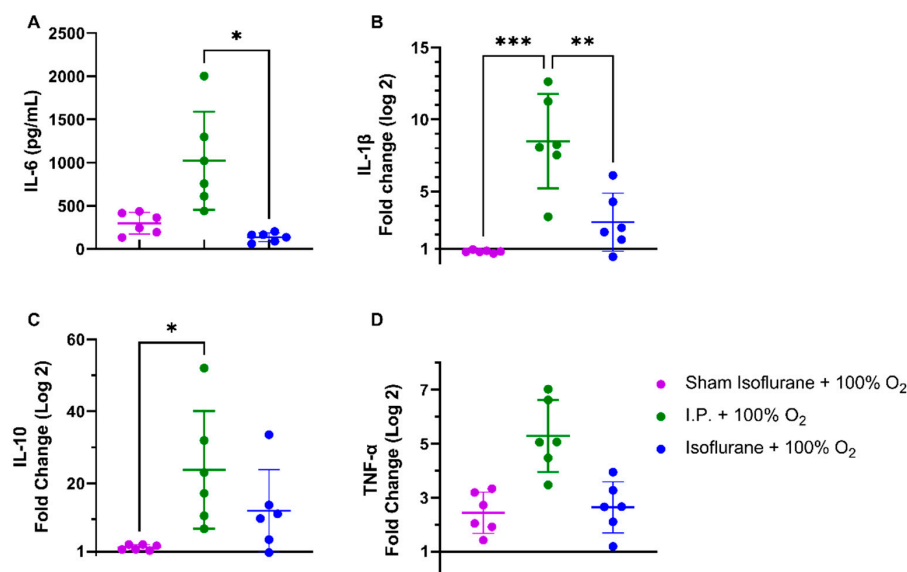 A
IL-6 (pg/mL)
2500
2000
1500
1000
500
0
*
B
IL-1β
Fold change (log 2)
15
10
5
1
***
**
C
IL-10
Fold Change (Log 2)
60
40
20
1
*
D
TNF-α
Fold Change (Log 2)
7
5
3
1
Sham Isoflurane + 100% O₂
I.P. + 100% O₂
Isoflurane + 100% O₂